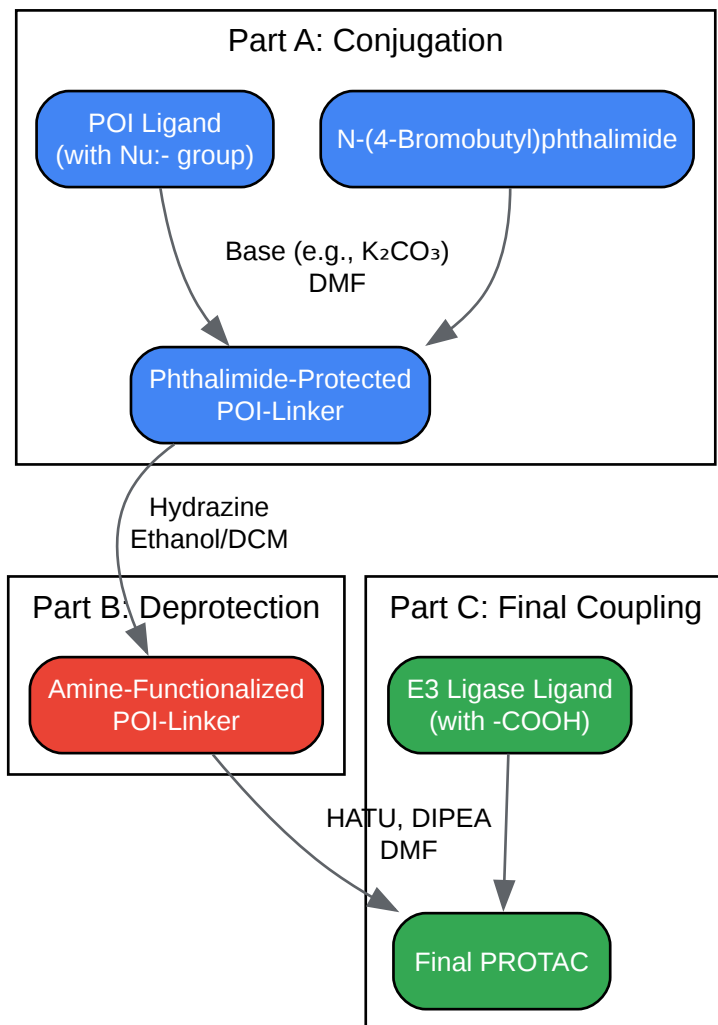 Part A: Conjugation
POI Ligand
(with Nu:- group)
N-(4-Bromobutyl)phthalimide
Base (e.g., K₂CO₃)
DMF
Phthalimide-Protected
POI-Linker
Hydrazine
Ethanol/DCM
Part B: Deprotection
Part C: Final Coupling
Amine-Functionalized
POI-Linker
E3 Ligase Ligand
(with -COOH)
HATU, DIPEA
DMF
Final PROTAC